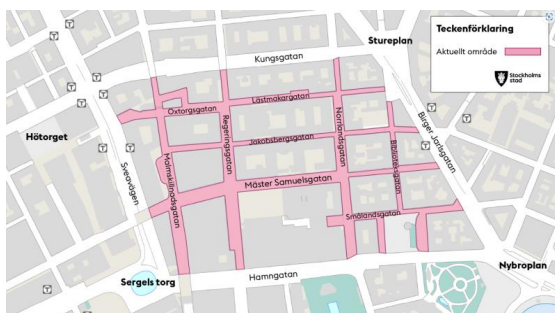 Teckenförklaring
Aktuellt område
Stockholms
stad
Stureplan
Kungsgatan
Lästmakargatan
Oxtorgsgatan
Hötorget
Regeringsgatan
Norrlandsgatan
Birger Jarlsgatan
Jakobsbergsgatan
Biblioteksgatan
Sveavägen
Malmskillnadsgatan
Mäster Samuelsgatan
Smålandsgatan
Nybroplan
Hamngatan
Sergels torg
T
T
T
T
T
T
T
T
T
T